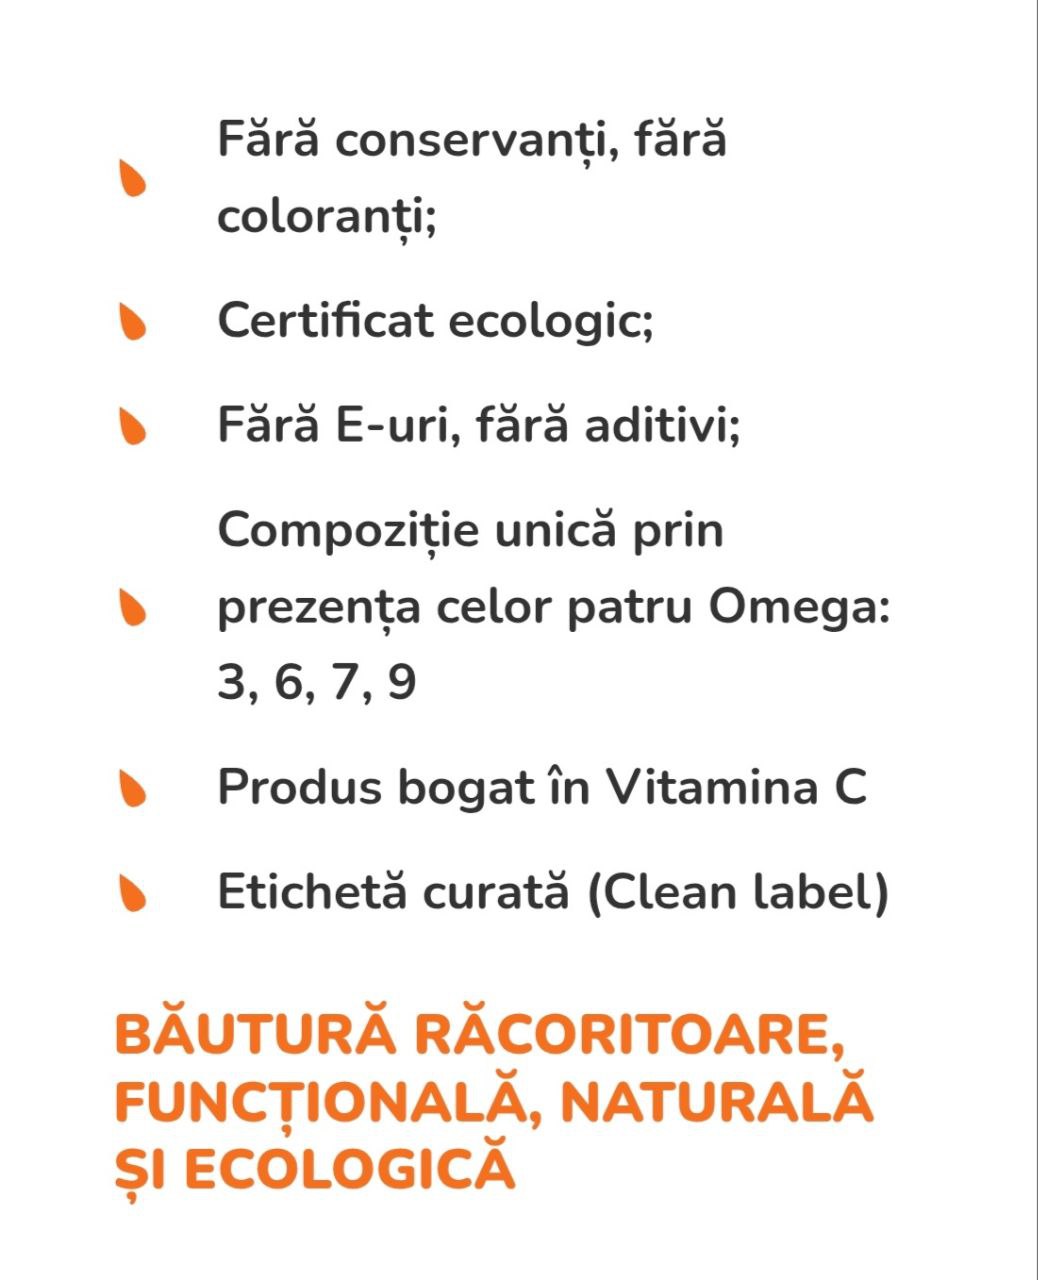 Fără conservanți, fără
coloranți;
Certificat ecologic;
Fără E-uri, fără aditivi;
Compoziție unică prin
prezența celor patru Omega:
3, 6, 7, 9
Produs bogat în Vitamina C
Etichetă curată (Clean label)
BĂUTURĂ RĂCORITOARE,
FUNCȚIONALĂ, NATURALĂ
ȘI ECOLOGICĂ